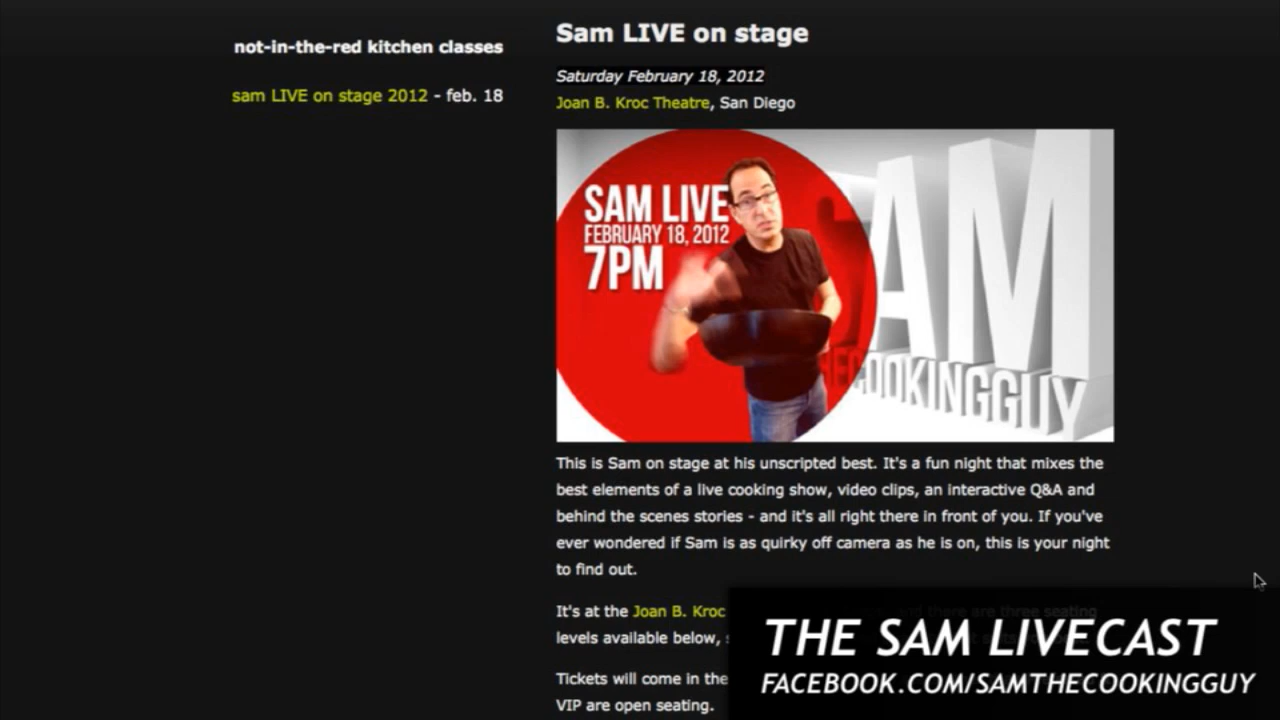 not-in-the-red kitchen classes
sam LIVE on stage 2012 - feb. 18
Sam LIVE on stage
Saturday February 18, 2012
Joan B. Kroc Theatre, San Diego
SAM LIVE
FEBRUARY 18, 2012
7PM
SAM
THECOOKINGGUY
This is Sam on stage at his unscripted best. It's a fun night that mixes the
best elements of a live cooking show, video clips, an interactive Q&A and
behind the scenes stories - and it's all right there in front of you. If you've
ever wondered if Sam is as quirky off camera as he is on, this is your night
to find out.
It's at the Joan B. Kroc and there are three seating
levels available below,
Tickets will come in the
VIP are open seating.
THE SAM LIVECAST
FACEBOOK.COM/SAMTHECOOKINGGUY